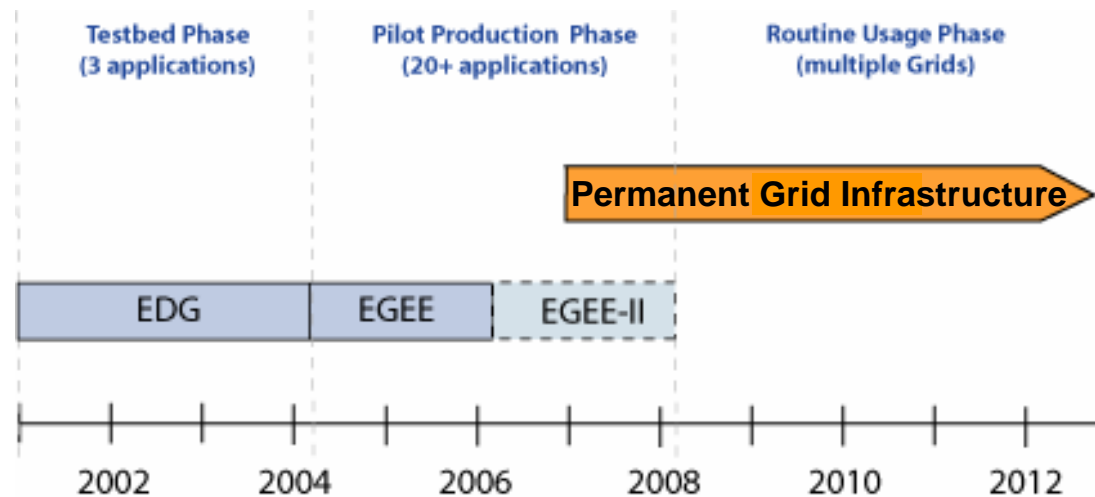 Testbed Phase
(3 applications)
Pilot Production Phase
(20+ applications)
Routine Usage Phase
(multiple Grids)
Permanent Grid Infrastructure
EDG
EGEE
EGEE-II
2002
2004
2006
2008
2010
2012